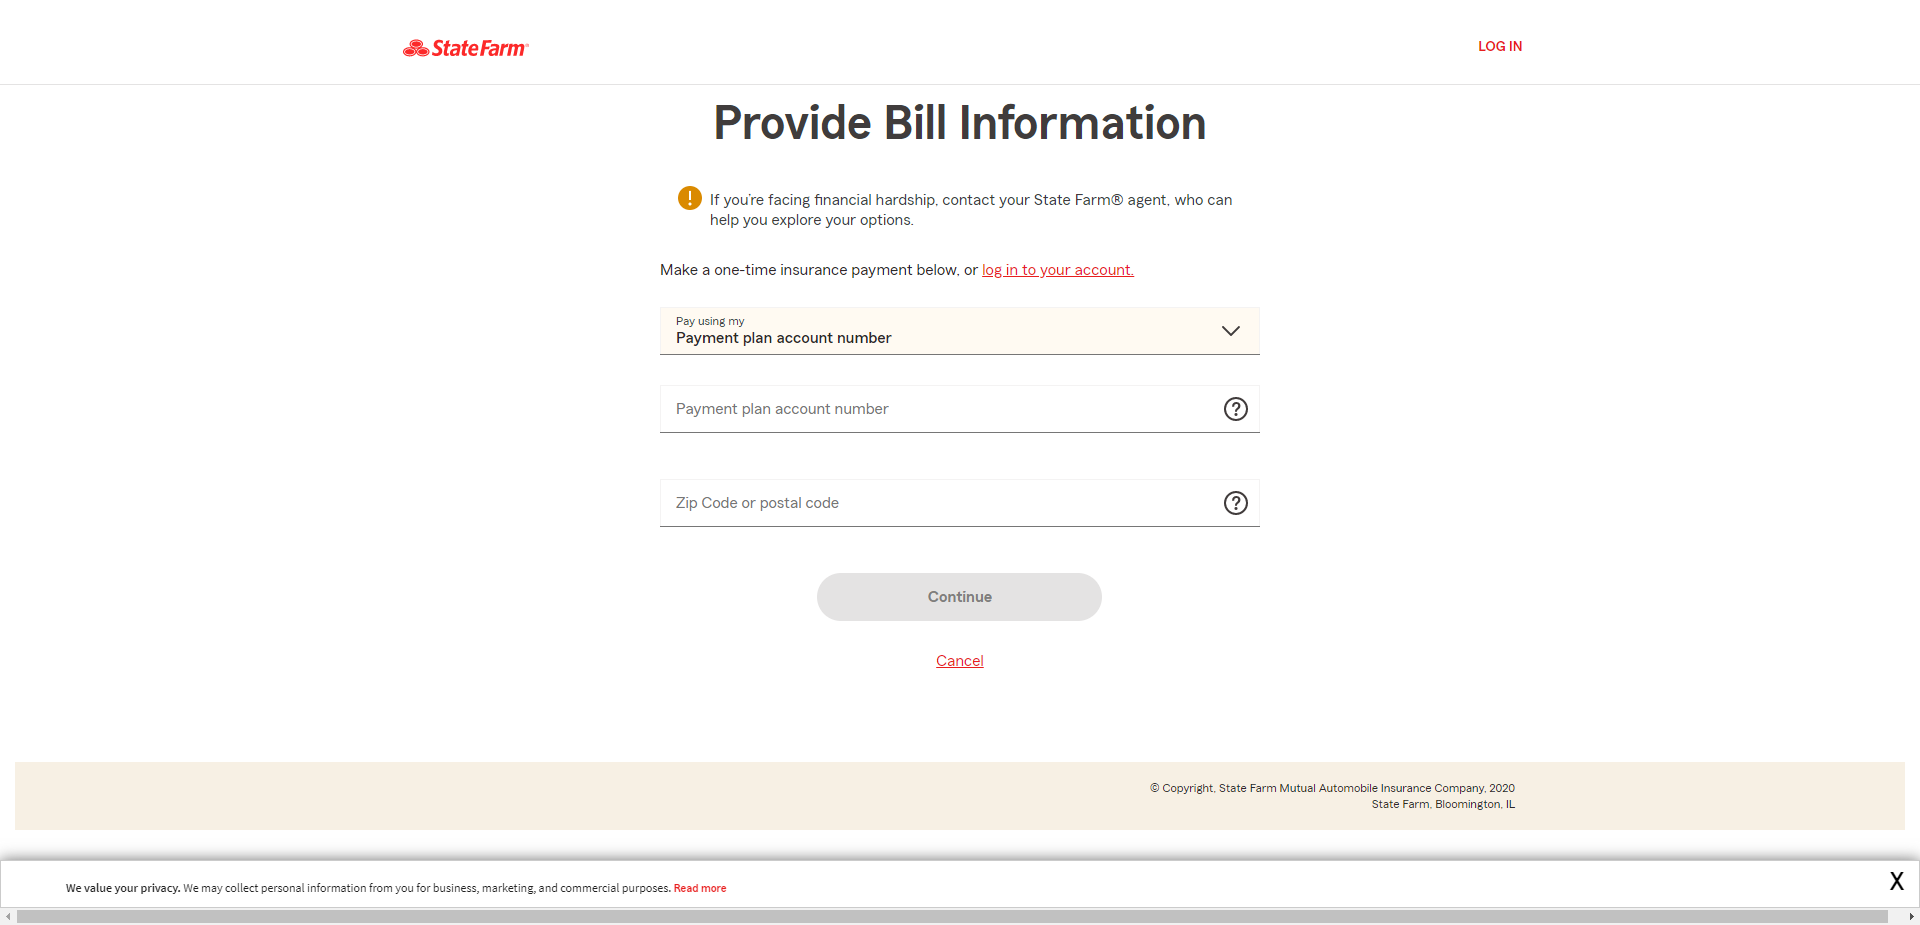 State Farm®
LOG IN
Provide Bill Information
If you're facing financial hardship, contact your State Farm® agent, who can
help you explore your options.
Make a one-time insurance payment below, or log in to your account.
Pay using my
Payment plan account number
Payment plan account number
Zip Code or postal code
Continue
Cancel
© Copyright, State Farm Mutual Automobile Insurance Company, 2020
State Farm, Bloomington, IL
We value your privacy. We may collect personal information from you for business, marketing, and commercial purposes. Read more
X